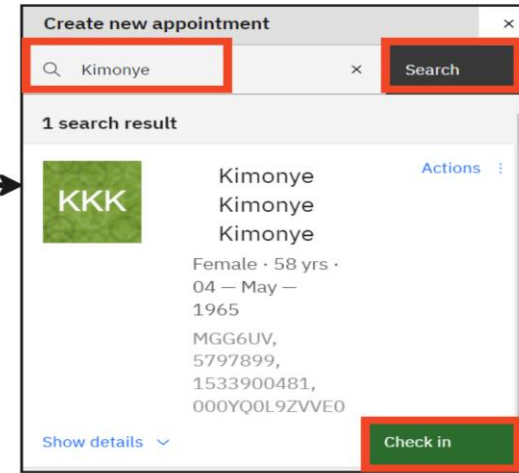 Create new appointment ×
Kimonye × Search
1 search result
KKK
Kimonye
Kimonye
Kimonye
Actions
Female · 58 yrs ·
04 — May —
1965
MGG6UV,
5797899,
1533900481,
000YQ0L9ZVVE0
Show details
Check in